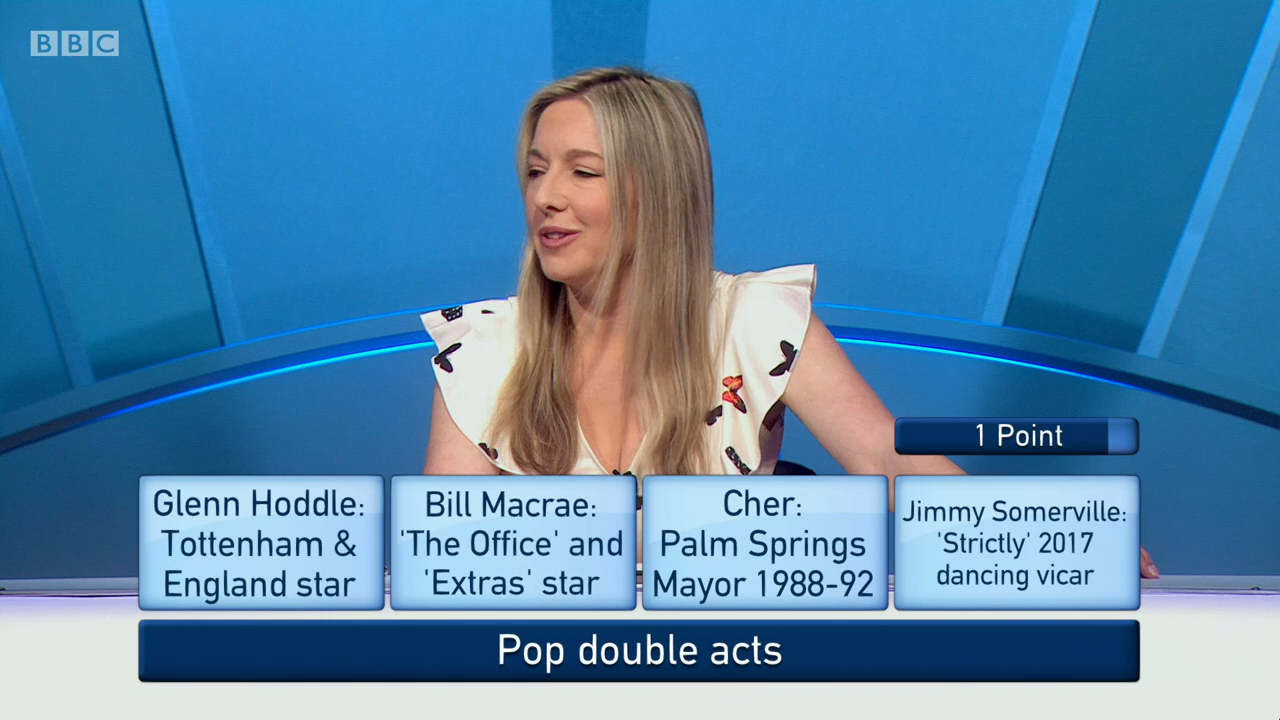 BBC
1 Point
Glenn Hoddle:
Tottenham &
England star
Bill Macrae:
'The Office' and
'Extras' star
Cher:
Palm Springs
Mayor 1988-92
Jimmy Somerville:
'Strictly' 2017
dancing vicar
Pop double acts